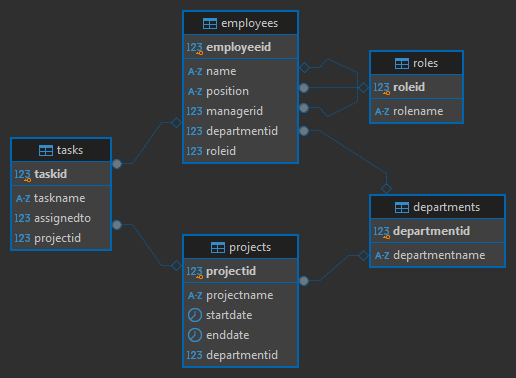 employees
123 employeeid
A-Z name
A-Z position
123 managerid
123 departmentid
123 roleid
roles
123 roleid
A-Z rolename
tasks
123 taskid
A-Z taskname
123 assignedto
123 projectid
departments
123 departmentid
A-Z departmentname
projects
123 projectid
A-Z projectname
startdate
enddate
123 departmentid